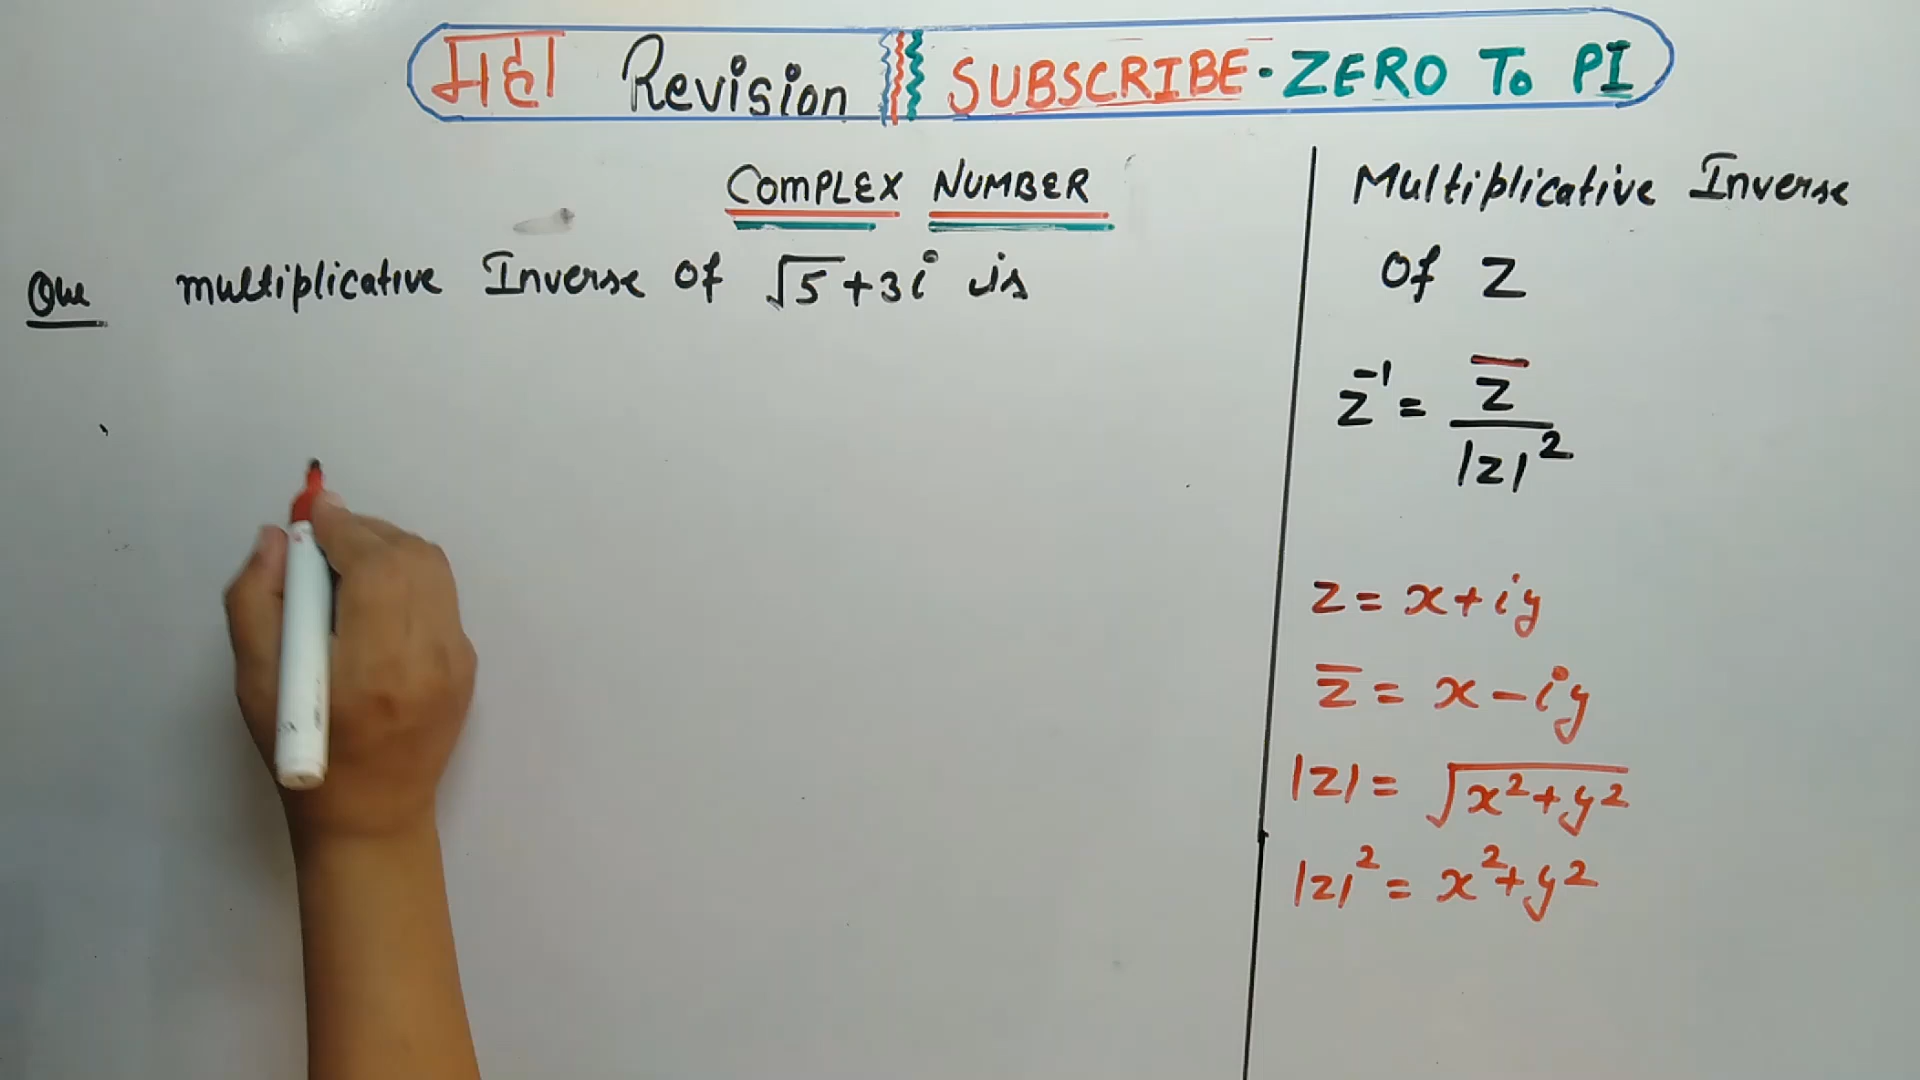 महा Revision SUBSCRIBE·ZERO To PI
COMPLEX NUMBER
Que multiplicative Inverse of √5+3i is
Multiplicative Inverse
Of Z
z⁻¹ = z̅/|z|²
z = x+iy
z̅ = x-iy
|z| = √(x²+y²)
|z|² = x²+y²